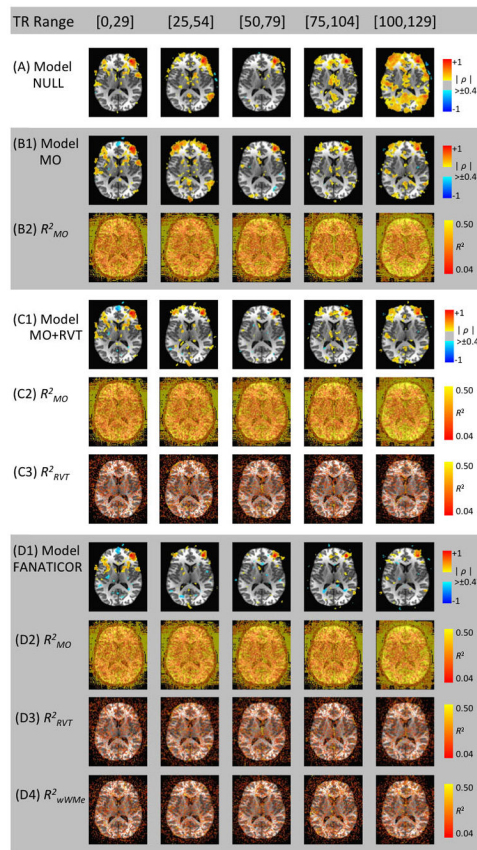 TR Range [0,29] [25,54] [50,79] [75,104] [100,129]
(A) Model
NULL
+1
| ρ |
>±0.4
-1
(B1) Model
MO
+1
| ρ |
>±0.4
-1
(B2) R²MO
0.50
R²
0.04
(C1) Model
MO+RVT
+1
| ρ |
>±0.4
-1
(C2) R²MO
0.50
R²
0.04
(C3) R²RVT
0.50
R²
0.04
(D1) Model
FANATICOR
+1
| ρ |
>±0.4
-1
(D2) R²MO
0.50
R²
0.04
(D3) R²RVT
0.50
R²
0.04
(D4) R²wWMe
0.50
R²
0.04